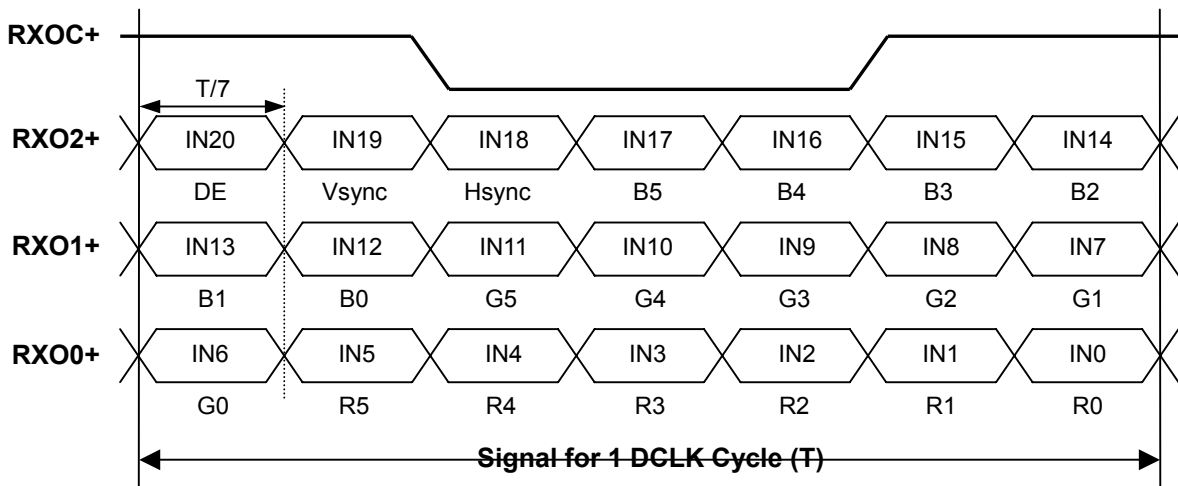 RXOC+
T/7
RXO2+ IN20 IN19 IN18 IN17 IN16 IN15 IN14
DE Vsync Hsync B5 B4 B3 B2
RXO1+ IN13 IN12 IN11 IN10 IN9 IN8 IN7
B1 B0 G5 G4 G3 G2 G1
RXO0+ IN6 IN5 IN4 IN3 IN2 IN1 IN0
G0 R5 R4 R3 R2 R1 R0
Signal for 1 DCLK Cycle (T)